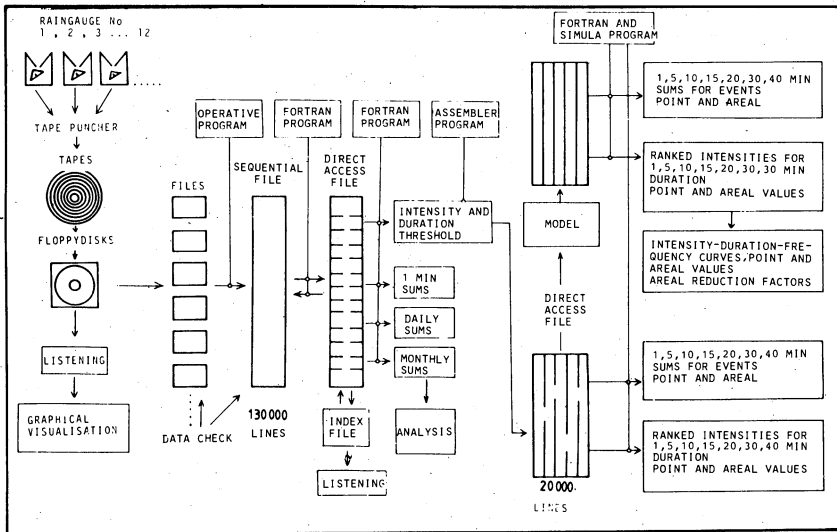 RAINGAUGE No
1 , 2 , 3 ... 12
.....
TAPE PUNCHER
TAPES
FLOPPYDISKS
LISTENING
GRAPHICAL
VISUALISATION
FILES
DATA CHECK
OPERATIVE
PROGRAM
SEQUENTIAL
FILE
130000
LINES
FORTRAN
PROGRAM
DIRECT
ACCESS
FILE
INDEX
FILE
LISTENING
FORTRAN
PROGRAM
ASSEMBLER
PROGRAM
INTENSITY AND
DURATION
THRESHOLD
1 MIN
SUMS
DAILY
SUMS
MONTHLY
SUMS
ANALYSIS
FORTRAN AND
SIMULA PROGRAM
MODEL
DIRECT
ACCESS
FILE
20000.
LINES
1,5,10,15,20,30,40 MIN
SUMS FOR EVENTS
POINT AND AREAL
RANKED INTENSITIES FOR
1,5,10,15,20,30,30 MIN
DURATION
POINT AND AREAL VALUES
INTENSITY-DURATION-FRE-
QUENCY CURVES,POINT AND
AREAL VALUES
AREAL REDUCTION FACTORS
1,5,10,15,20,30,40 MIN
SUMS FOR EVENTS
POINT AND AREAL
RANKED INTENSITIES FOR
1,5,10,15,20,30,40 MIN
DURATION
POINT AND AREAL VALUES